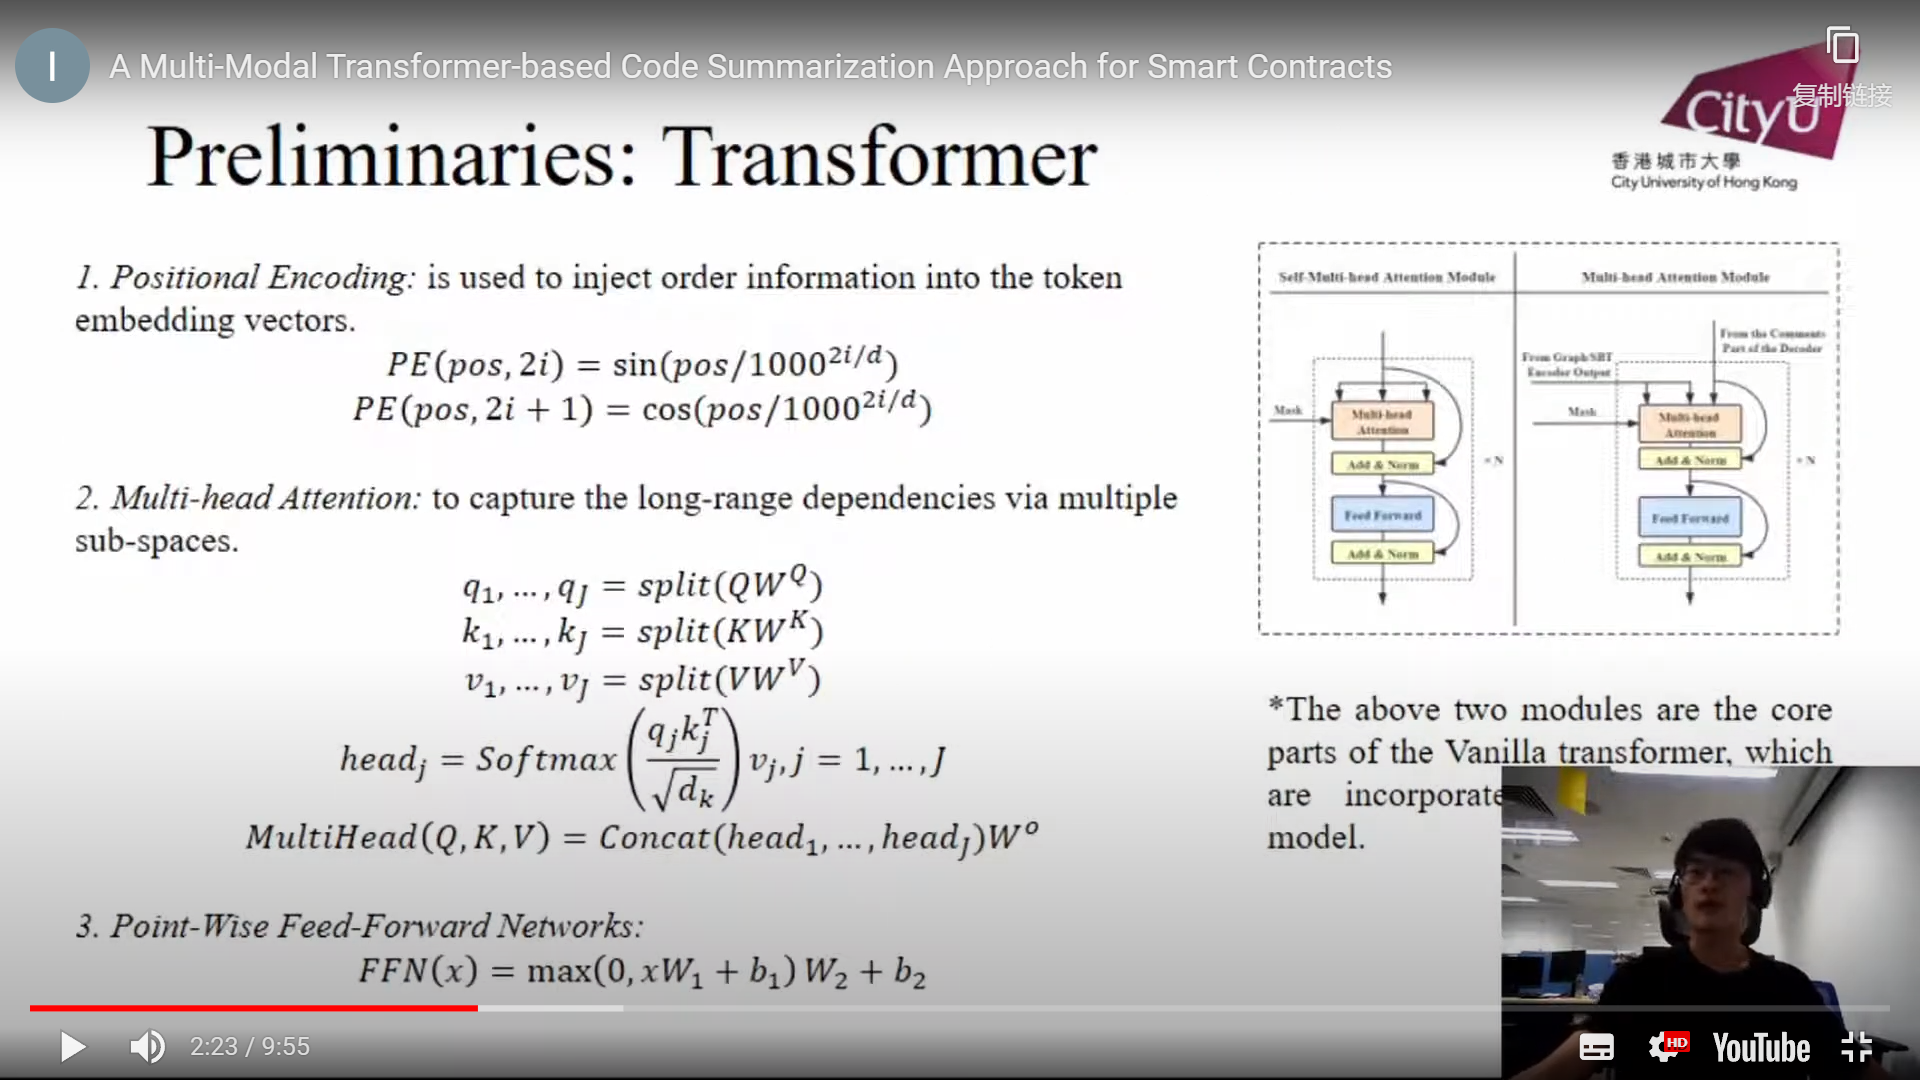 I
A Multi-Modal Transformer-based Code Summarization Approach for Smart Contracts
复制链接
CityU
香港城市大學
City University of Hong Kong
Preliminaries: Transformer
1. Positional Encoding: is used to inject order information into the token
embedding vectors.
PE(pos, 2i) = sin(pos/1000^{2i/d})
PE(pos, 2i + 1) = cos(pos/1000^{2i/d})
2. Multi-head Attention: to capture the long-range dependencies via multiple
sub-spaces.
q_1, …, q_J = split(QW^Q)
k_1, …, k_J = split(KW^K)
v_1, …, v_J = split(VW^V)
head_j = Softmax(q_j k_j^T / √d_k) v_j, j = 1, …, J
MultiHead(Q, K, V) = Concat(head_1, …, head_J)W^o
3. Point-Wise Feed-Forward Networks:
FFN(x) = max(0, xW_1 + b_1) W_2 + b_2
Self-Multi-head Attention Module
Mask
Multi-head
Attention
Add & Norm
Feed Forward
Add & Norm
× N
Multi-head Attention Module
From the Comments
Part of the Decoder
From Graph/SBT
Encoder Output
Mask
Multi-head
Attention
Add & Norm
Feed Forward
Add & Norm
× N
*The above two modules are the core
parts of the Vanilla transformer, which
are incorporate
model.
2:23 / 9:55
HD
YouTube